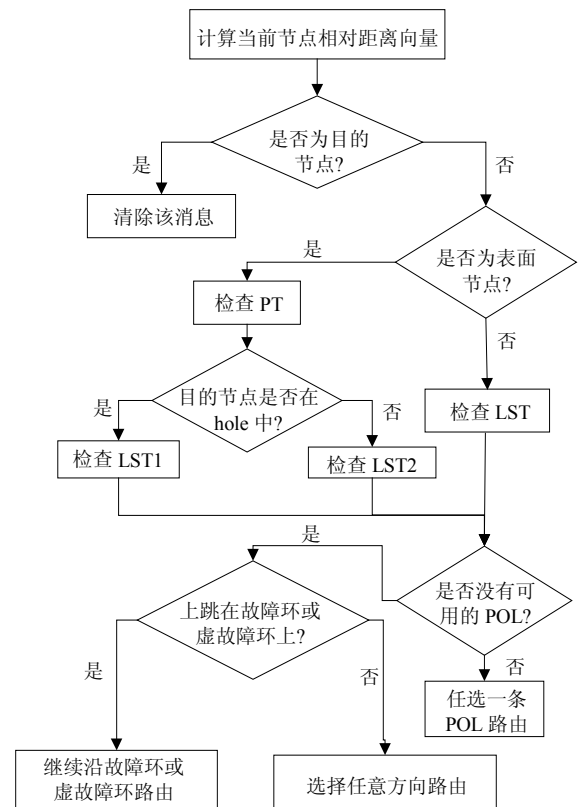 计算当前节点相对距离向量
是否为目的
节点?
是
否
清除该消息
是否为表面
节点?
是
检查 PT
否
目的节点是否在
hole 中?
是
否
检查 LST
检查 LST1
检查 LST2
是
是否没有可
用的 POL?
上跳在故障环或
虚故障环上?
是
否
否
任选一条
POL 路由
继续沿故障环或
虚故障环路由
选择任意方向路由